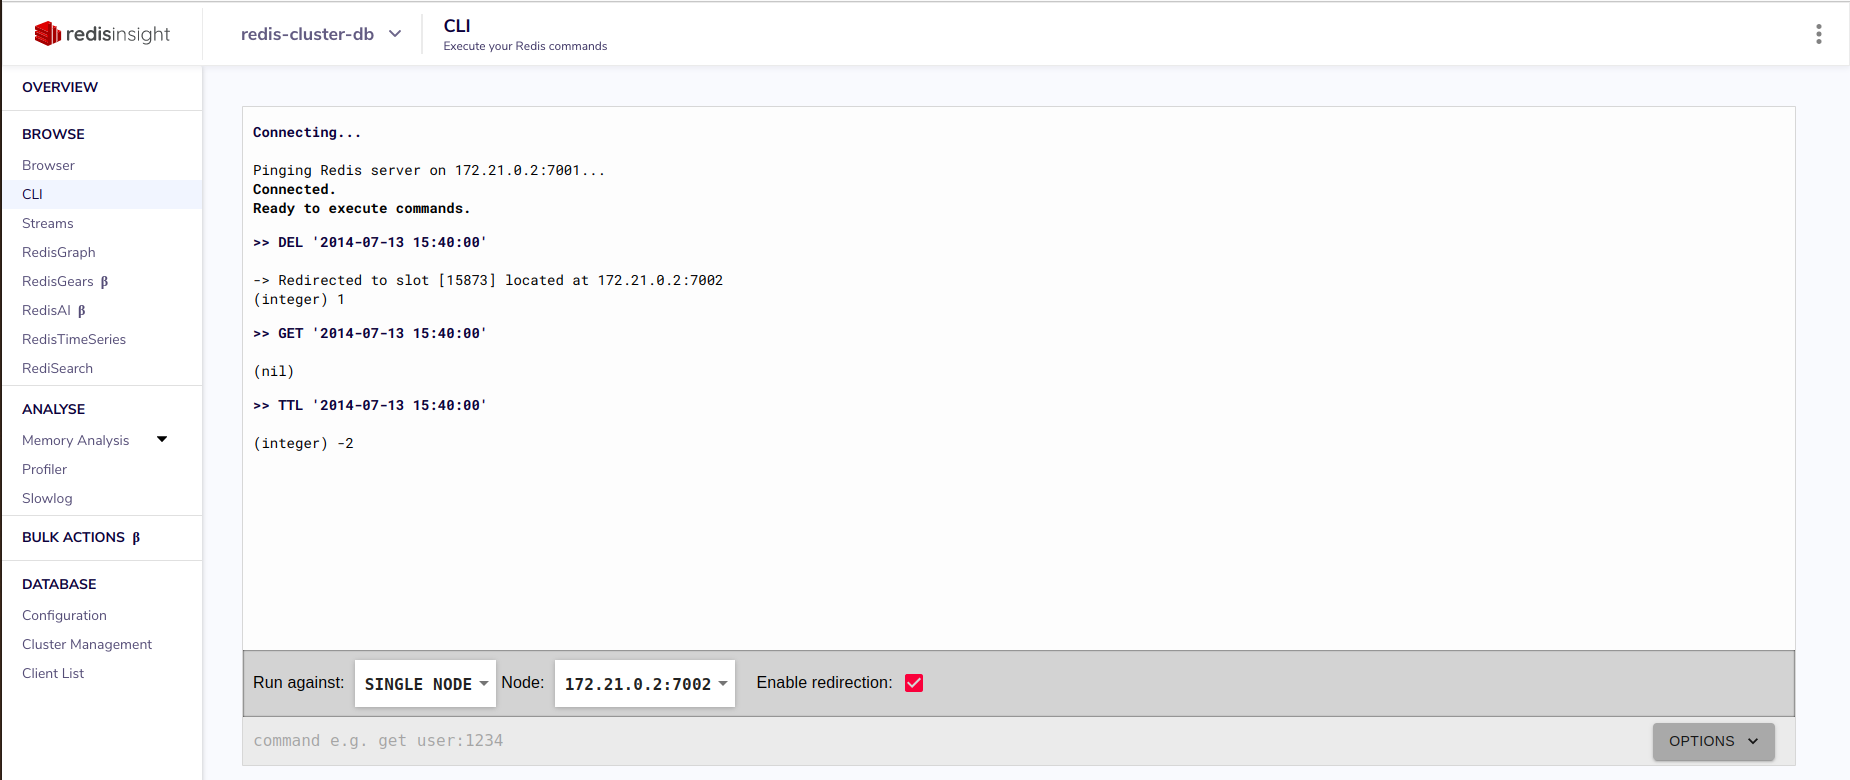 redisinsight
redis-cluster-db
CLI
Execute your Redis commands
OVERVIEW
BROWSE
Browser
CLI
Streams
RedisGraph
RedisGears β
RedisAI β
RedisTimeSeries
RediSearch
ANALYSE
Memory Analysis
Profiler
Slowlog
BULK ACTIONS β
DATABASE
Configuration
Cluster Management
Client List
Connecting...
Pinging Redis server on 172.21.0.2:7001...
Connected.
Ready to execute commands.
>> DEL '2014-07-13 15:40:00'
-> Redirected to slot [15873] located at 172.21.0.2:7002
(integer) 1
>> GET '2014-07-13 15:40:00'
(nil)
>> TTL '2014-07-13 15:40:00'
(integer) -2
Run against: SINGLE NODE Node: 172.21.0.2:7002 Enable redirection:
command e.g. get user:1234
OPTIONS